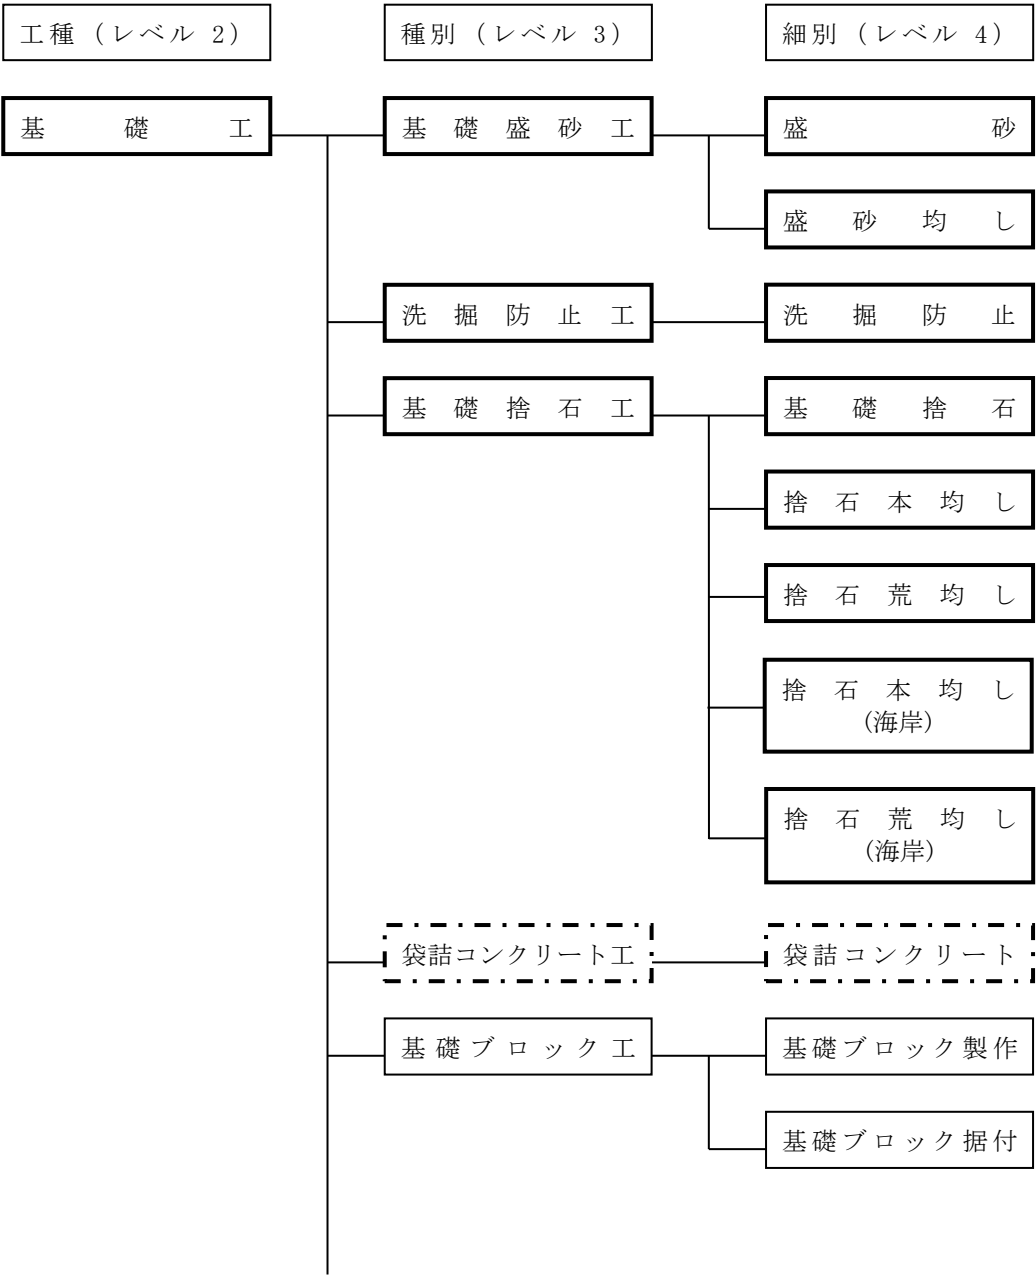 工種（レベル 2）
種別（レベル 3）
細別（レベル 4）
基礎工
基礎盛砂工
盛砂
盛砂均し
洗掘防止工
洗掘防止
基礎捨石工
基礎捨石
捨石本均し
捨石荒均し
捨石本均し
(海岸)
捨石荒均し
(海岸)
袋詰コンクリート工
袋詰コンクリート
基礎ブロック工
基礎ブロック製作
基礎ブロック据付